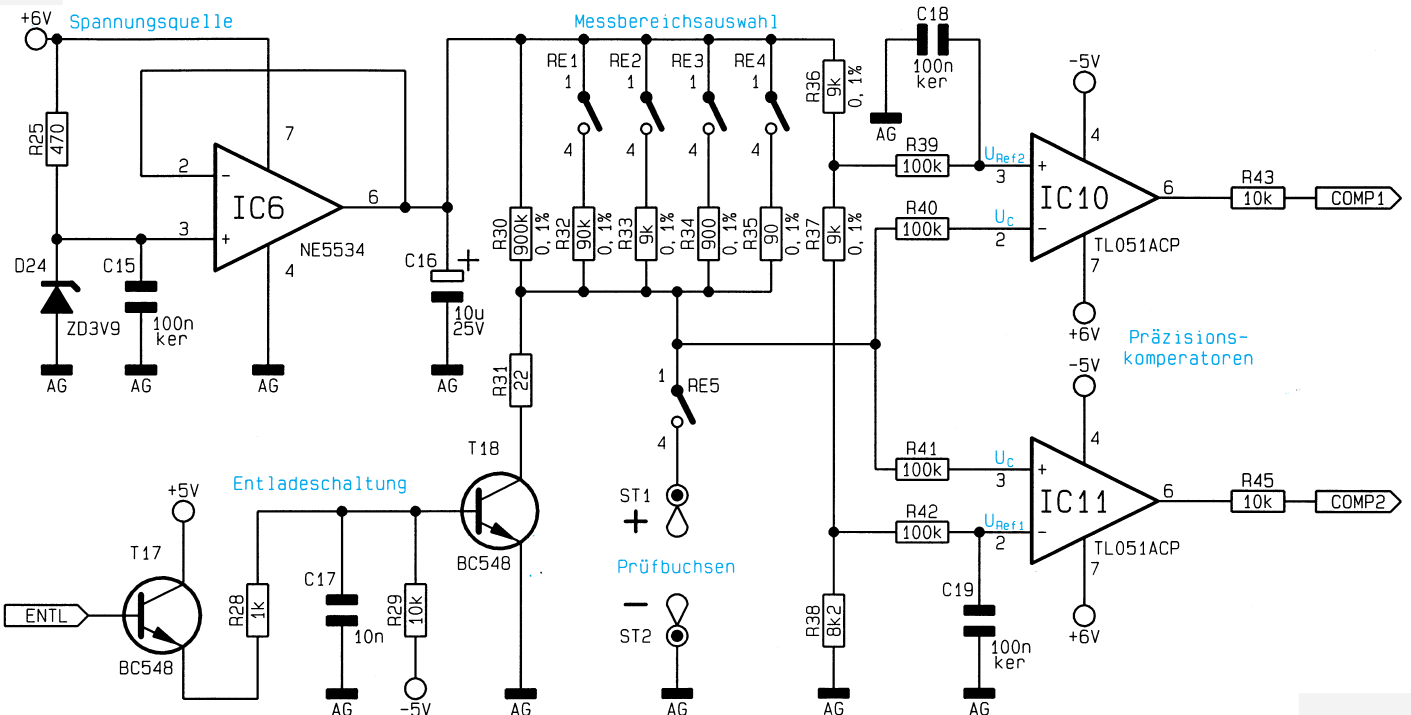 +6V
Spannungsquelle
Messbereichsauswahl
R25
470
2
−
3
+
7
4
6
IC6
NE5534
D24
ZD3V9
AG
C15
100n
ker
AG
AG
C16
+
10u
25V
AG
R30
900k
0,1%
RE1
1
4
R32
90k
0,1%
RE2
1
4
R33
9k
0,1%
RE3
1
4
R34
900
0,1%
RE4
1
4
R35
90
0,1%
R36
9k
0,1%
R37
9k
0,1%
R38
8k2
AG
C18
100n
ker
AG
R39
100k
URef2
3
+
R40
100k
UC
2
−
IC10
TL051ACP
-5V
4
7
+6V
6
R43
10k
COMP1
Präzisions-
komperatoren
R41
100k
UC
3
+
R42
100k
URef1
2
−
IC11
TL051ACP
-5V
4
7
+6V
6
R45
10k
COMP2
C19
100n
ker
AG
R31
22
T18
BC548
AG
1
RE5
4
ST1
+
Prüfbuchsen
−
ST2
AG
Entladeschaltung
+5V
T17
BC548
ENTL
R28
1k
C17
10n
AG
R29
10k
-5V